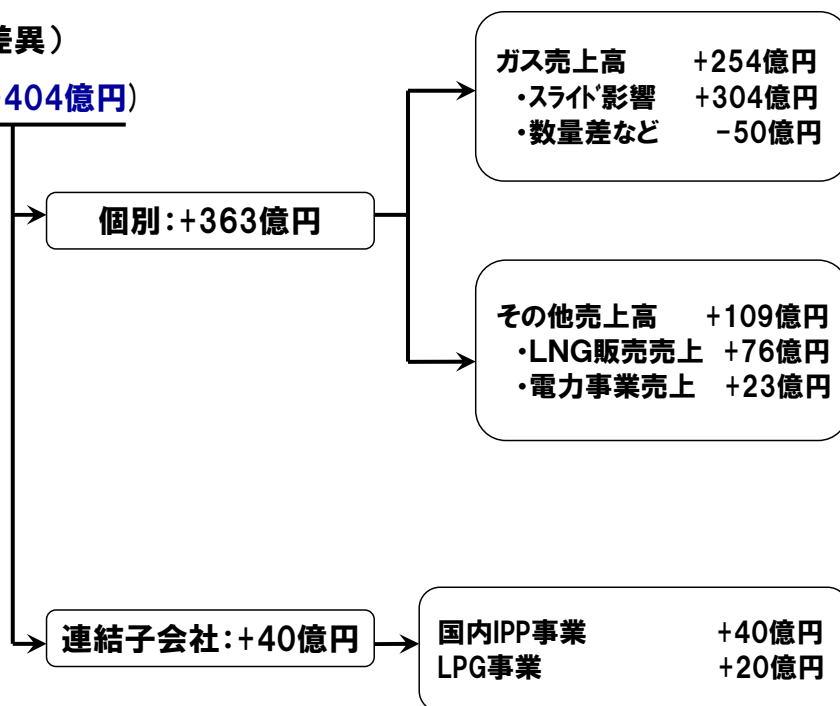 差異）
404億円）
個別：+363億円
ガス売上高 +254億円
・スライド影響 +304億円
・数量差など -50億円
その他売上高 +109億円
・LNG販売売上 +76億円
・電力事業売上 +23億円
連結子会社：+40億円
国内IPP事業 +40億円
LPG事業 +20億円